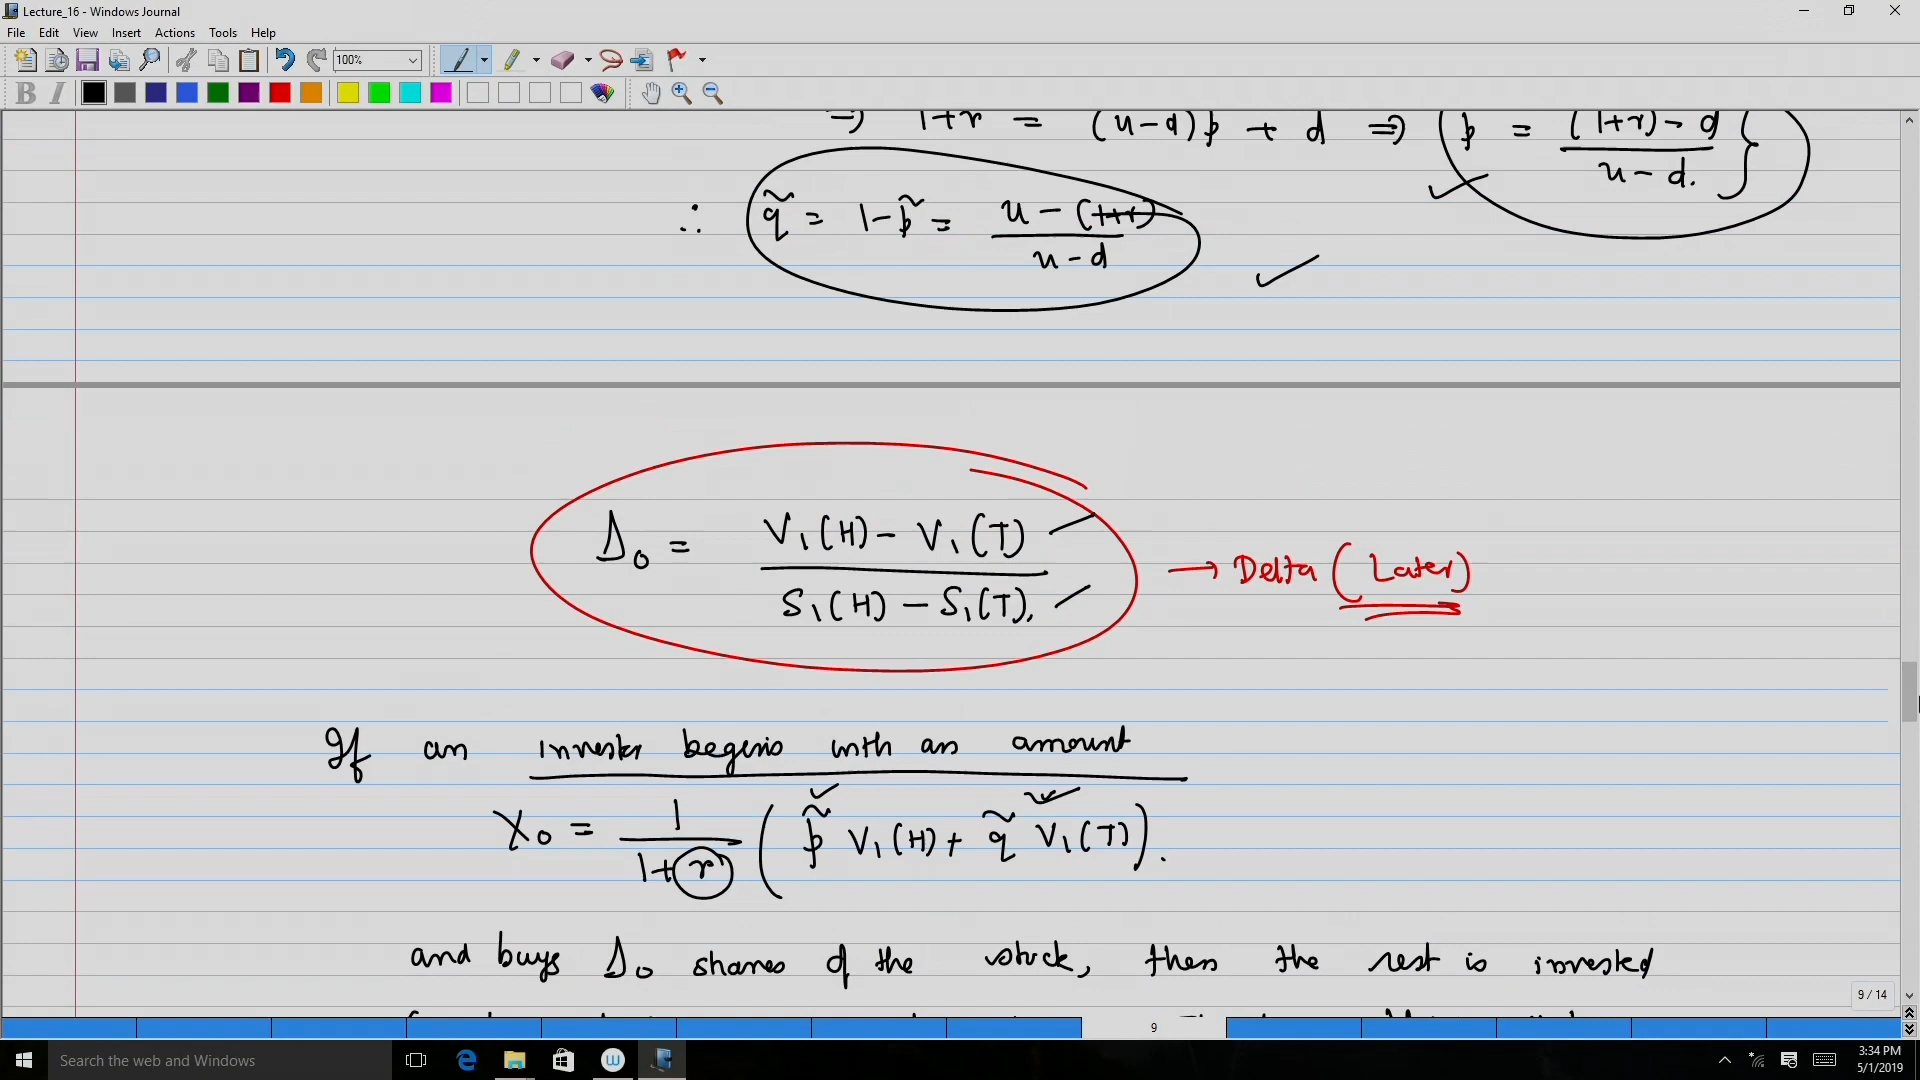 Lecture_16 - Windows Journal
File Edit View Insert Actions Tools Help
100%
B I
⇒ 1+r = (u-d)p̃ + d ⇒ p̃ = ((1+r) - d)/(u-d.)
∴ q̃ = 1-p̃ = (u-(1+r))/(u-d)
Δ₀ = (V₁(H) - V₁(T))/(S₁(H) - S₁(T).) → Delta (Later)
If an investor begins with an amount
X₀ = 1/(1+r) ( p̃ V₁(H) + q̃ V₁(T) ).
and buys Δ₀ shares of the stock, then the rest is invested
9 / 14
9
Search the web and Windows
3:34 PM
5/1/2019